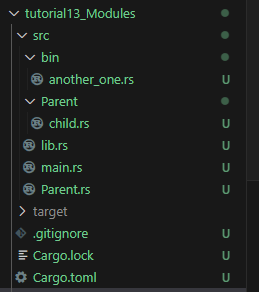 tutorial13_Modules
src
bin
another_one.rs U
Parent
child.rs U
lib.rs U
main.rs U
Parent.rs U
target
.gitignore U
Cargo.lock U
Cargo.toml U